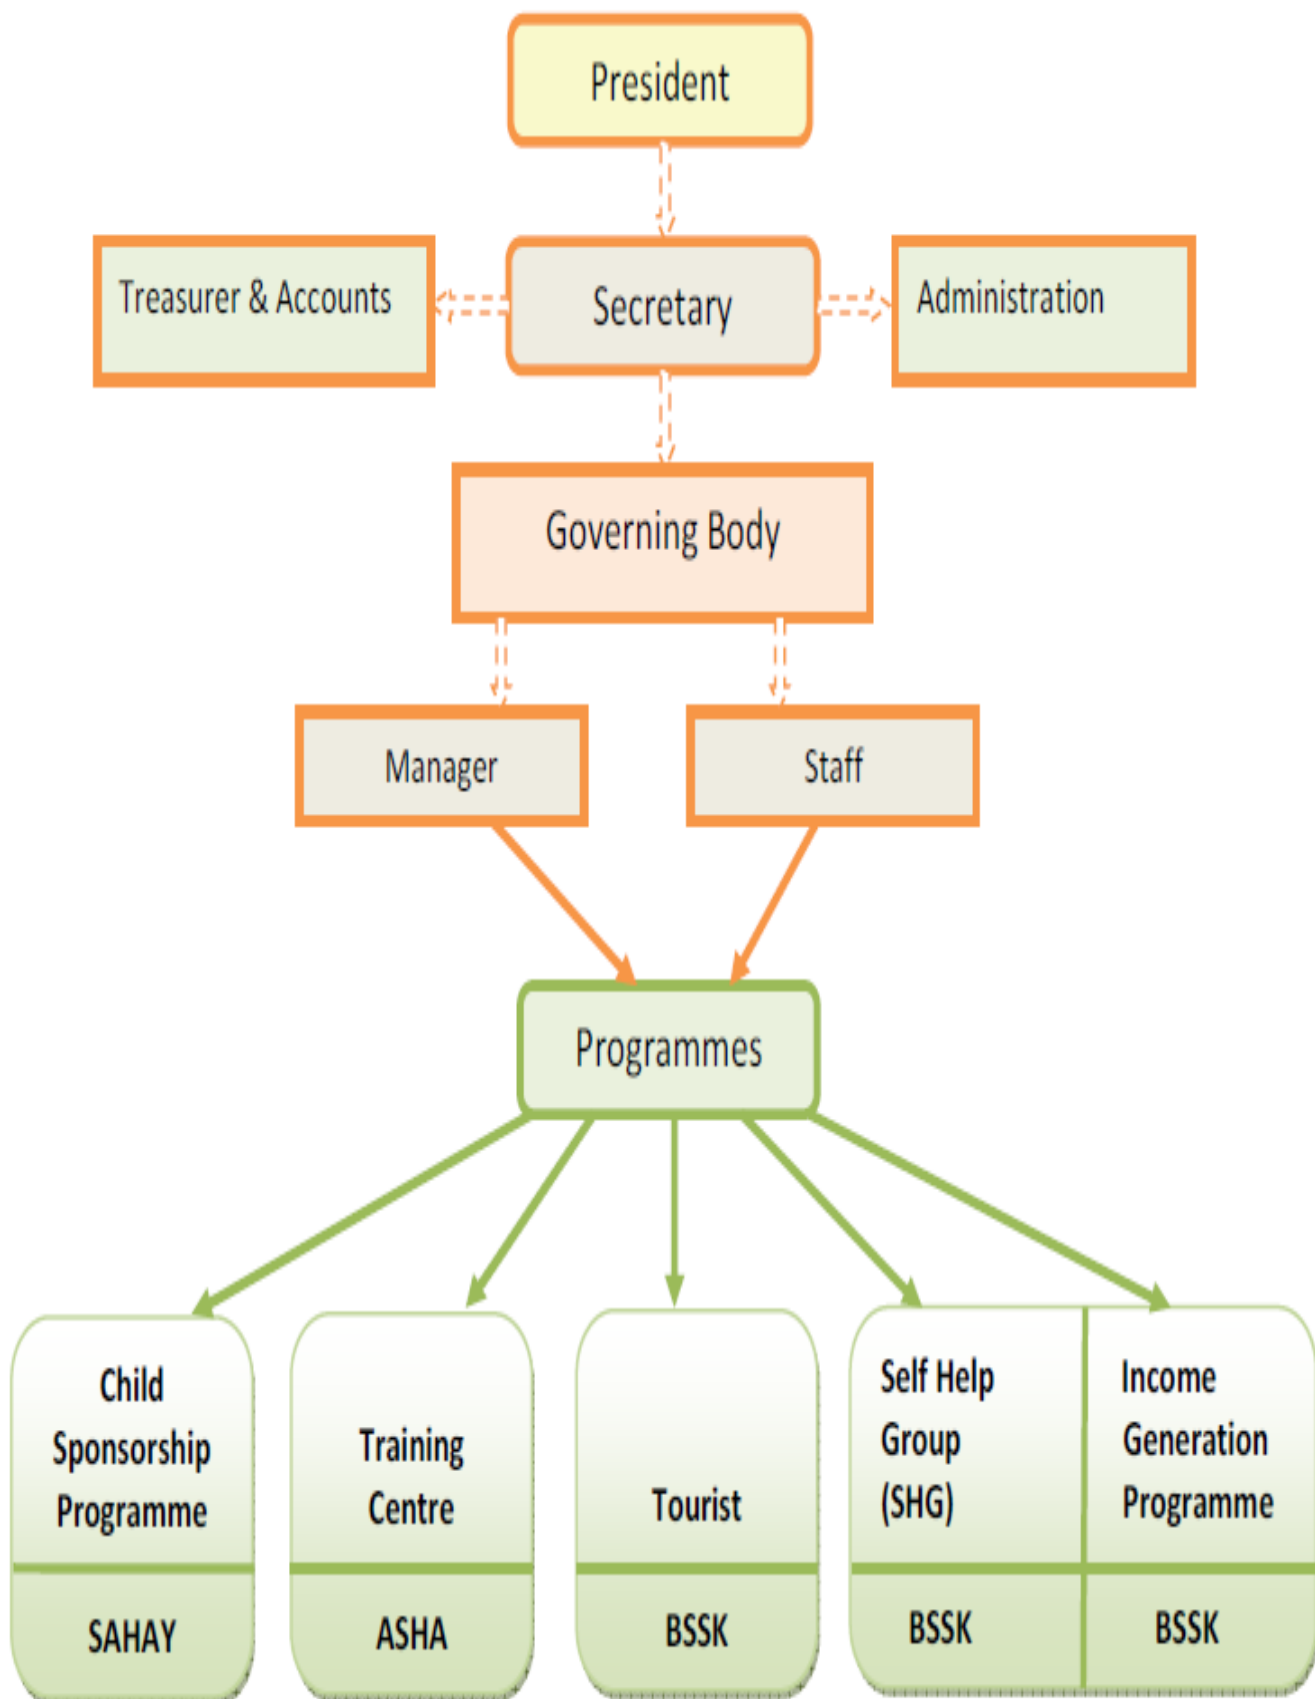 President
Treasurer & Accounts
Secretary
Administration
Governing Body
Manager
Staff
Programmes
Child
Sponsorship
Programme
SAHAY
Training
Centre
ASHA
Tourist
BSSK
Self Help
Group
(SHG)
BSSK
Income
Generation
Programme
BSSK